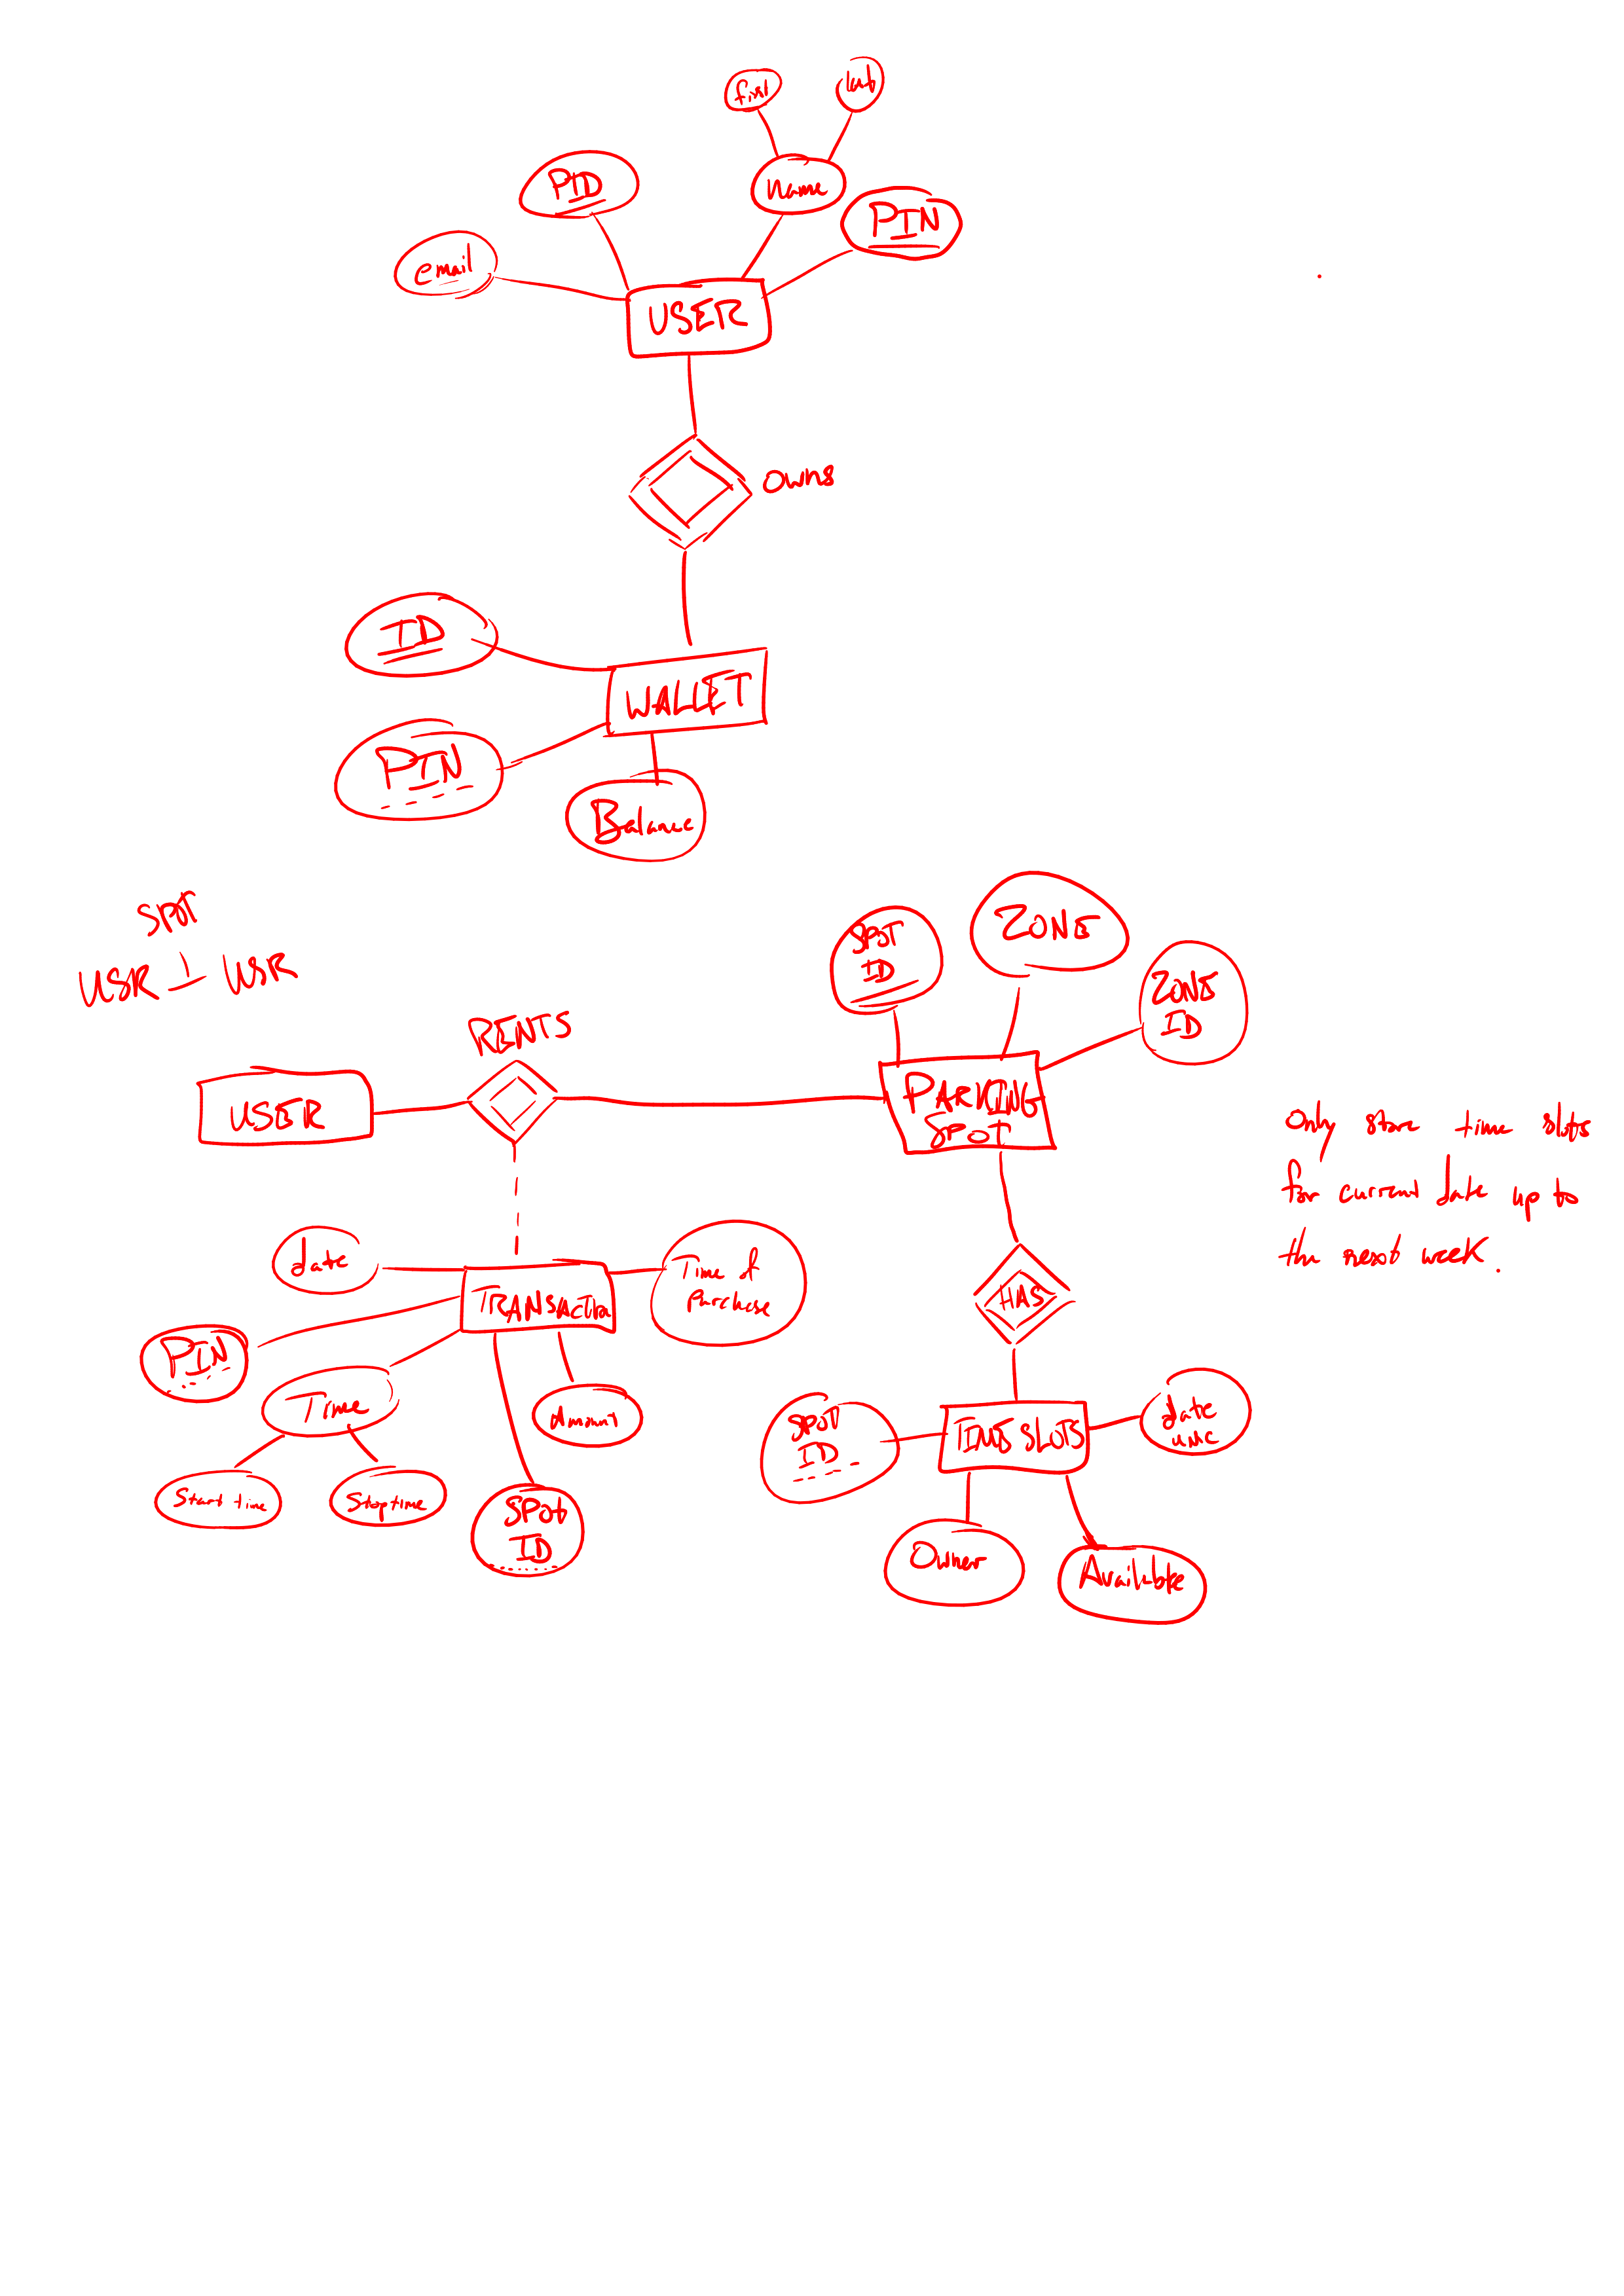 first
last
PID
name
PIN
email
USER
owns
ID
WALLET
PIN
Balance
SPOT
USR - USR
SPOT
ID
ZONE
ZONE
ID
RENTS
USER
PARKING
SPOT
Only store time slots
for current date up to
the next week.
date
TRANSACTION
Time of
Purchase
HAS
PIN
Time
Amount
SPOT
ID
TIME SLOTS
date
Start time
Stop time
SPOT
ID
Owner
Available